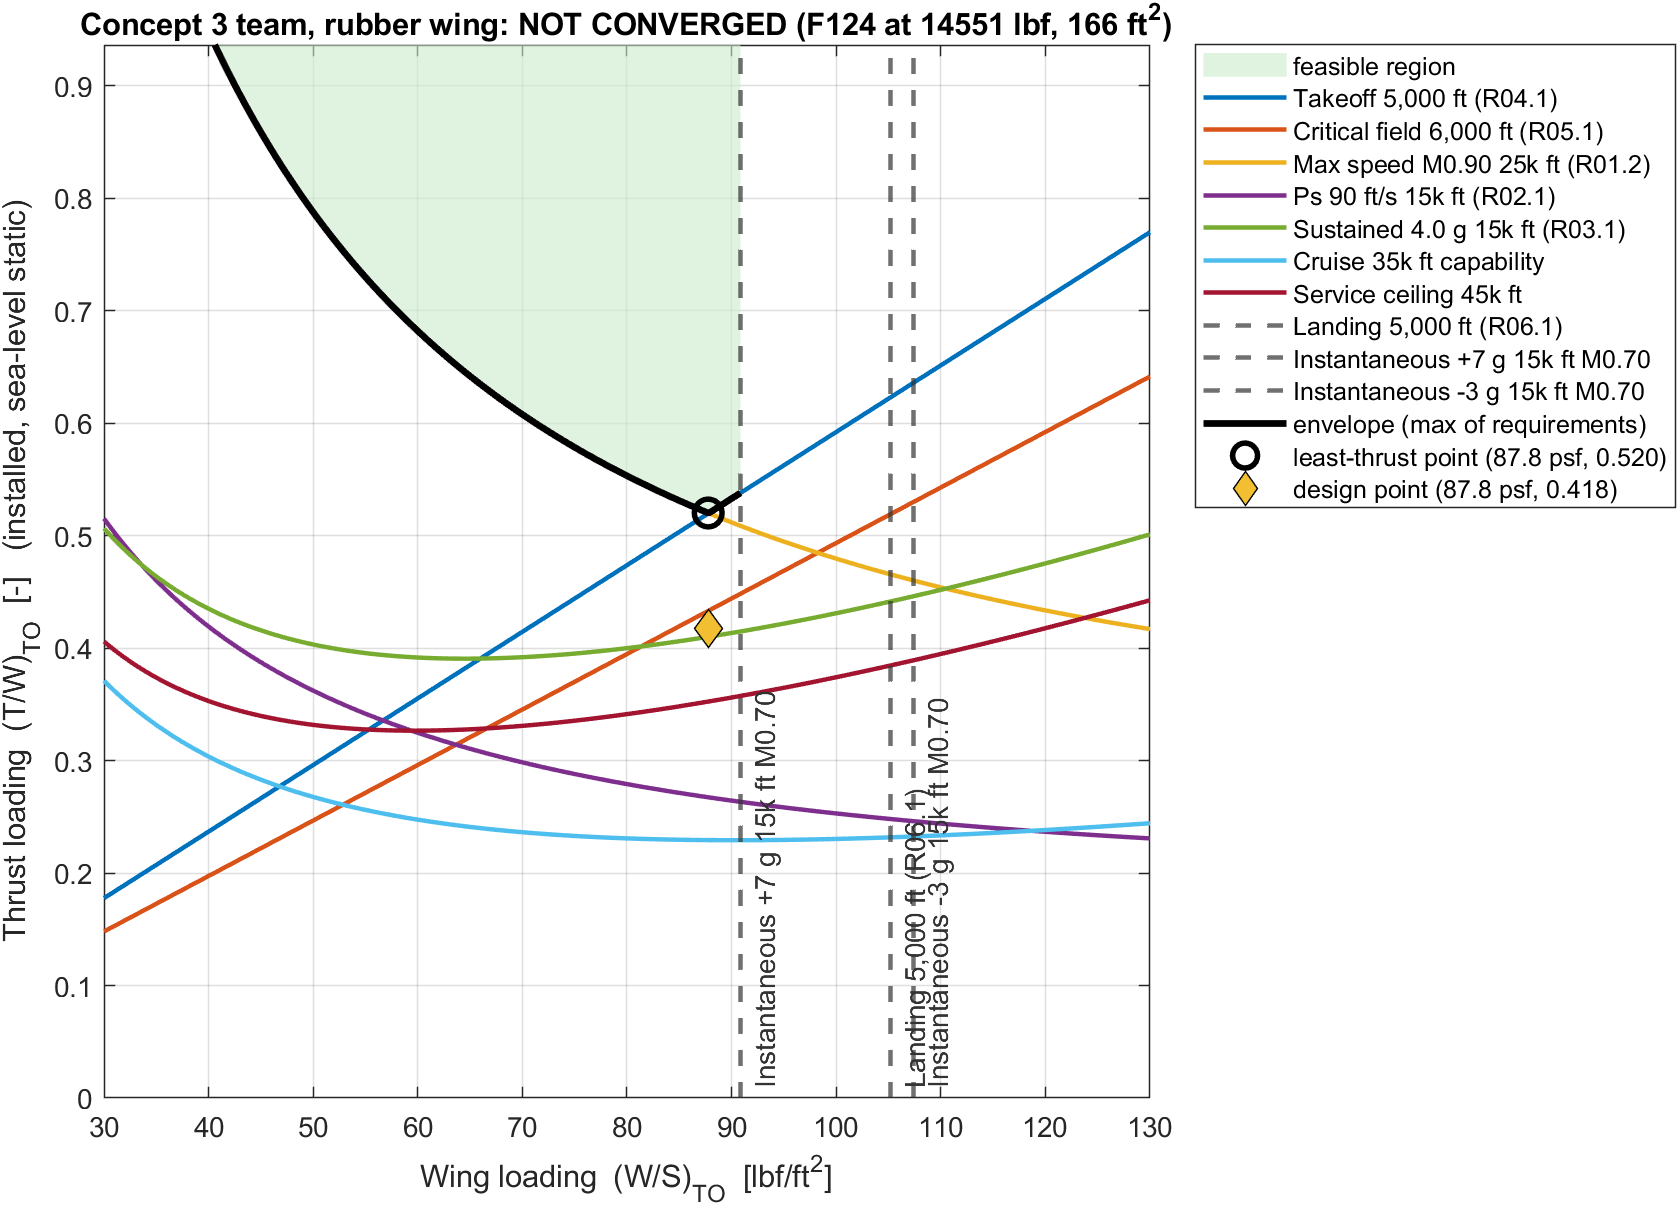 Concept 3 team, rubber wing: NOT CONVERGED (F124 at 14551 lbf, 166 ft2)
Thrust loading (T/W)TO [-] (installed, sea-level static)
0.9
0.8
0.7
0.6
0.5
0.4
0.3
0.2
0.1
0
30 40 50 60 70 80 90 100 110 120 130
Wing loading (W/S)TO [lbf/ft2]
Instantaneous +7 g 15k ft M0.70
Landing 5,000 ft (R06.1)
Instantaneous -3 g 15k ft M0.70
feasible region
Takeoff 5,000 ft (R04.1)
Critical field 6,000 ft (R05.1)
Max speed M0.90 25k ft (R01.2)
Ps 90 ft/s 15k ft (R02.1)
Sustained 4.0 g 15k ft (R03.1)
Cruise 35k ft capability
Service ceiling 45k ft
Landing 5,000 ft (R06.1)
Instantaneous +7 g 15k ft M0.70
Instantaneous -3 g 15k ft M0.70
envelope (max of requirements)
least-thrust point (87.8 psf, 0.520)
design point (87.8 psf, 0.418)